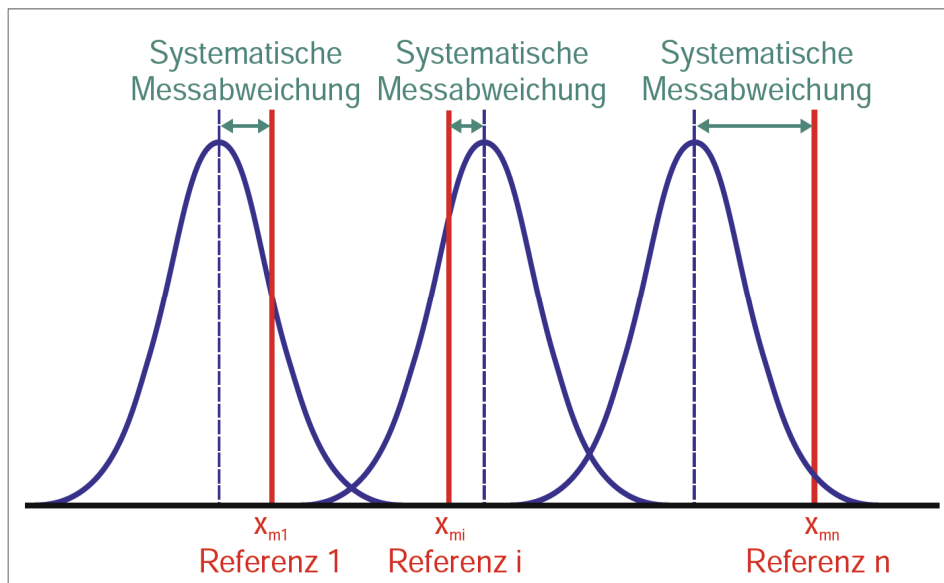 Systematische
Messabweichung
Systematische
Messabweichung
Systematische
Messabweichung
xm1
Referenz 1
xmi
Referenz i
xmn
Referenz n